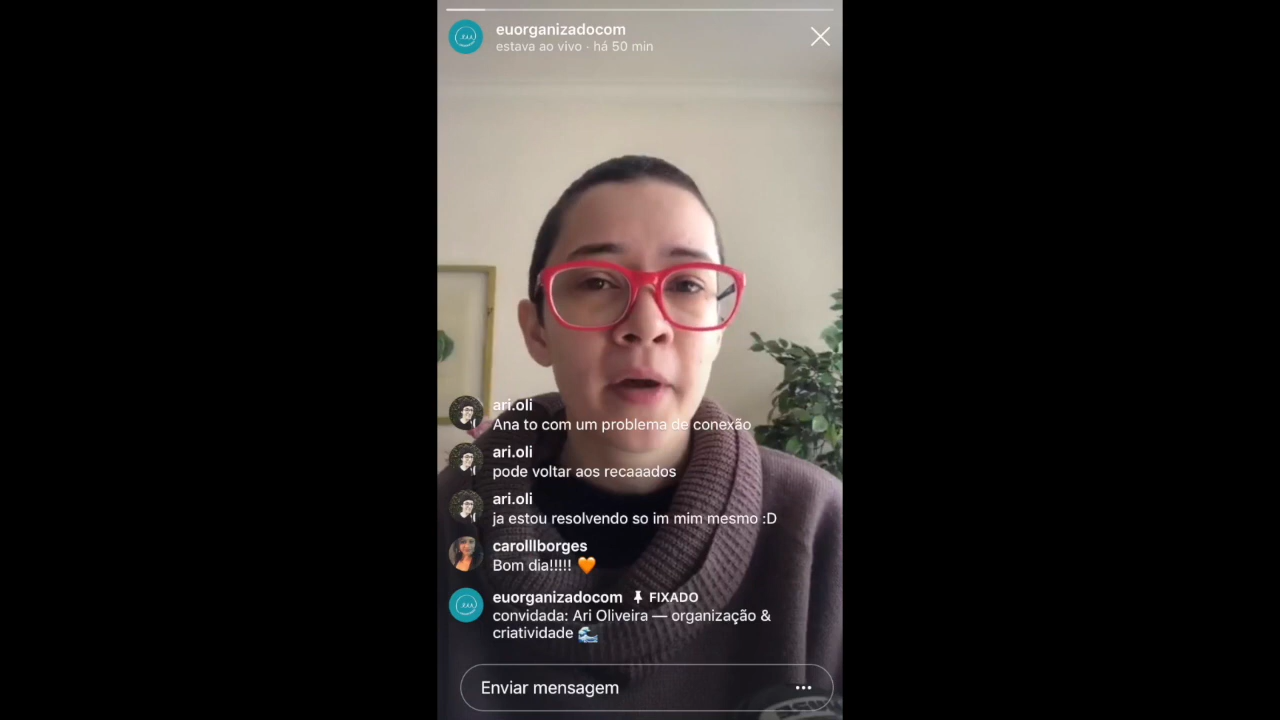 euorganizadocom
estava ao vivo · há 50 min
ari.oli
Ana to com um problema de conexão
ari.oli
pode voltar aos recaaados
ari.oli
ja estou resolvendo so im mim mesmo :D
carolllborges
Bom dia!!!!! 🧡
euorganizadocom 📌 FIXADO
convidada: Ari Oliveira — organização &
criatividade 🌊
Enviar mensagem